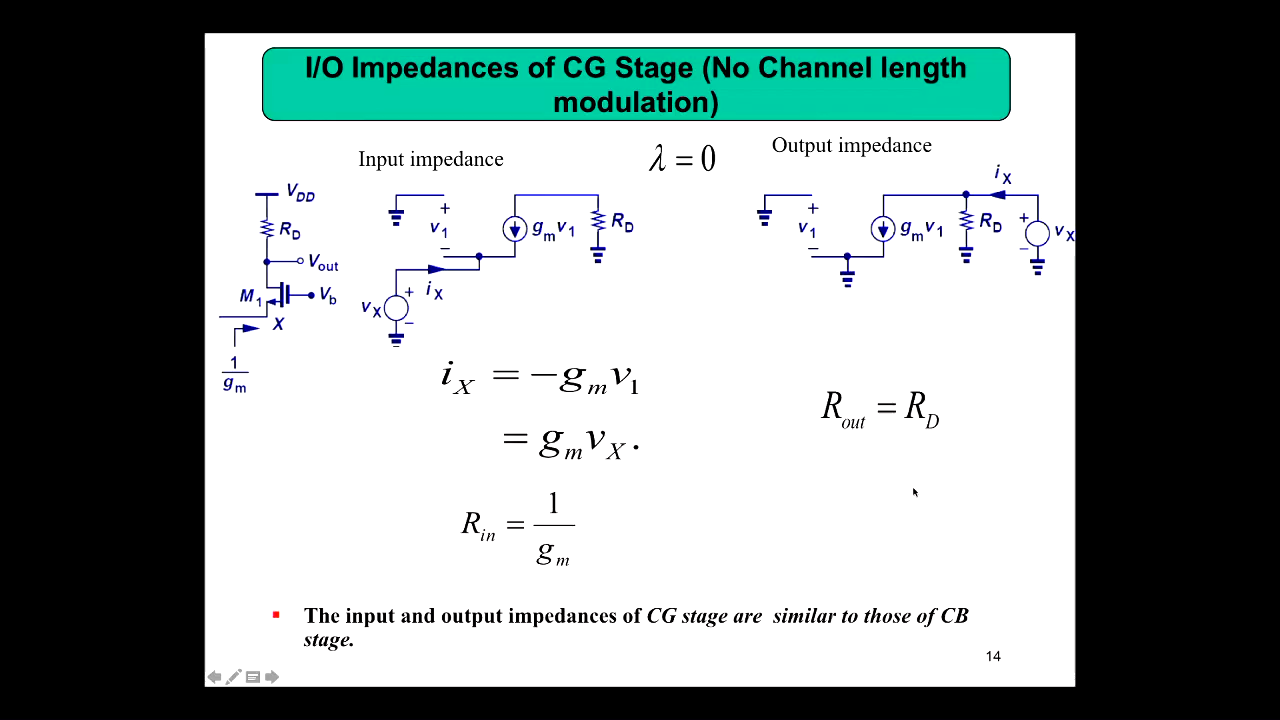 I/O Impedances of CG Stage (No Channel length
modulation)
Input impedance
λ = 0
Output impedance
V_DD
R_D
V_out
M_1
V_b
X
1
g_m
+
v_1
−
g_m v_1
R_D
i_X
v_X
+
−
+
v_1
−
g_m v_1
R_D
i_X
+
−
v_X
i_X = −g_m v_1
= g_m v_X .
R_in = 1/g_m
R_out = R_D
The input and output impedances of CG stage are similar to those of CB
stage.
14